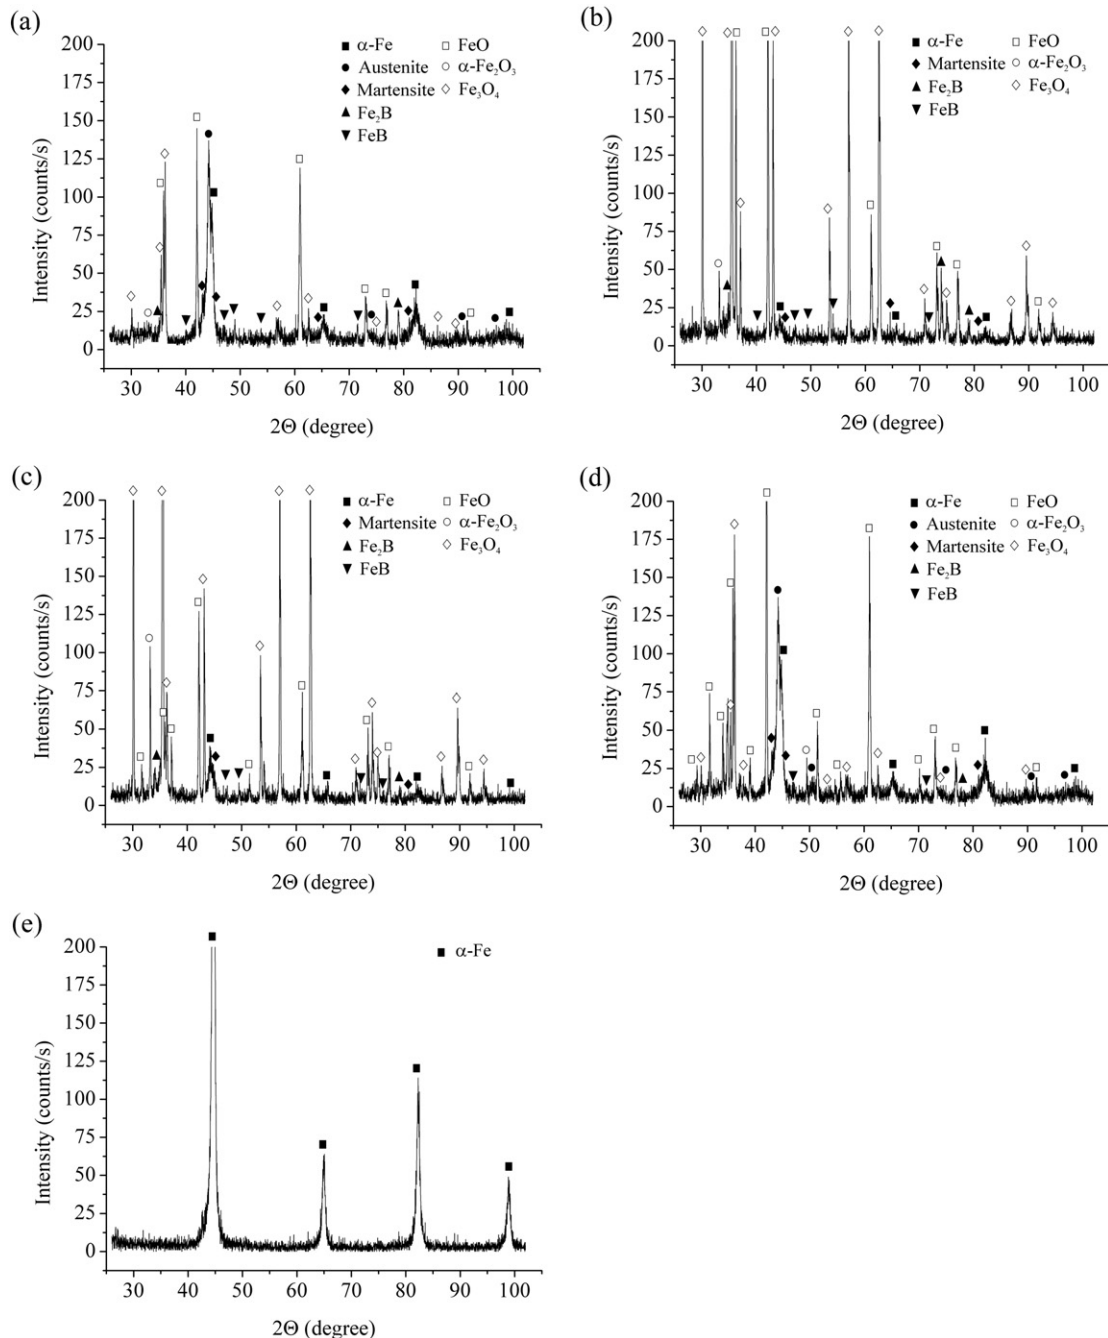 (a)
200
175
150
125
100
75
50
25
0
Intensity (counts/s)
α-Fe FeO
Austenite α-Fe₂O₃
Martensite Fe₃O₄
Fe₂B
FeB
30 40 50 60 70 80 90 100
2Θ (degree)
(b)
200
175
150
125
100
75
50
25
0
Intensity (counts/s)
α-Fe FeO
Martensite α-Fe₂O₃
Fe₂B Fe₃O₄
FeB
30 40 50 60 70 80 90 100
2Θ (degree)
(c)
200
175
150
125
100
75
50
25
0
Intensity (counts/s)
α-Fe FeO
Martensite α-Fe₂O₃
Fe₂B Fe₃O₄
FeB
30 40 50 60 70 80 90 100
2Θ (degree)
(d)
200
175
150
125
100
75
50
25
0
Intensity (counts/s)
α-Fe FeO
Austenite α-Fe₂O₃
Martensite Fe₃O₄
Fe₂B
FeB
30 40 50 60 70 80 90 100
2Θ (degree)
(e)
200
175
150
125
100
75
50
25
0
Intensity (counts/s)
α-Fe
30 40 50 60 70 80 90 100
2Θ (degree)